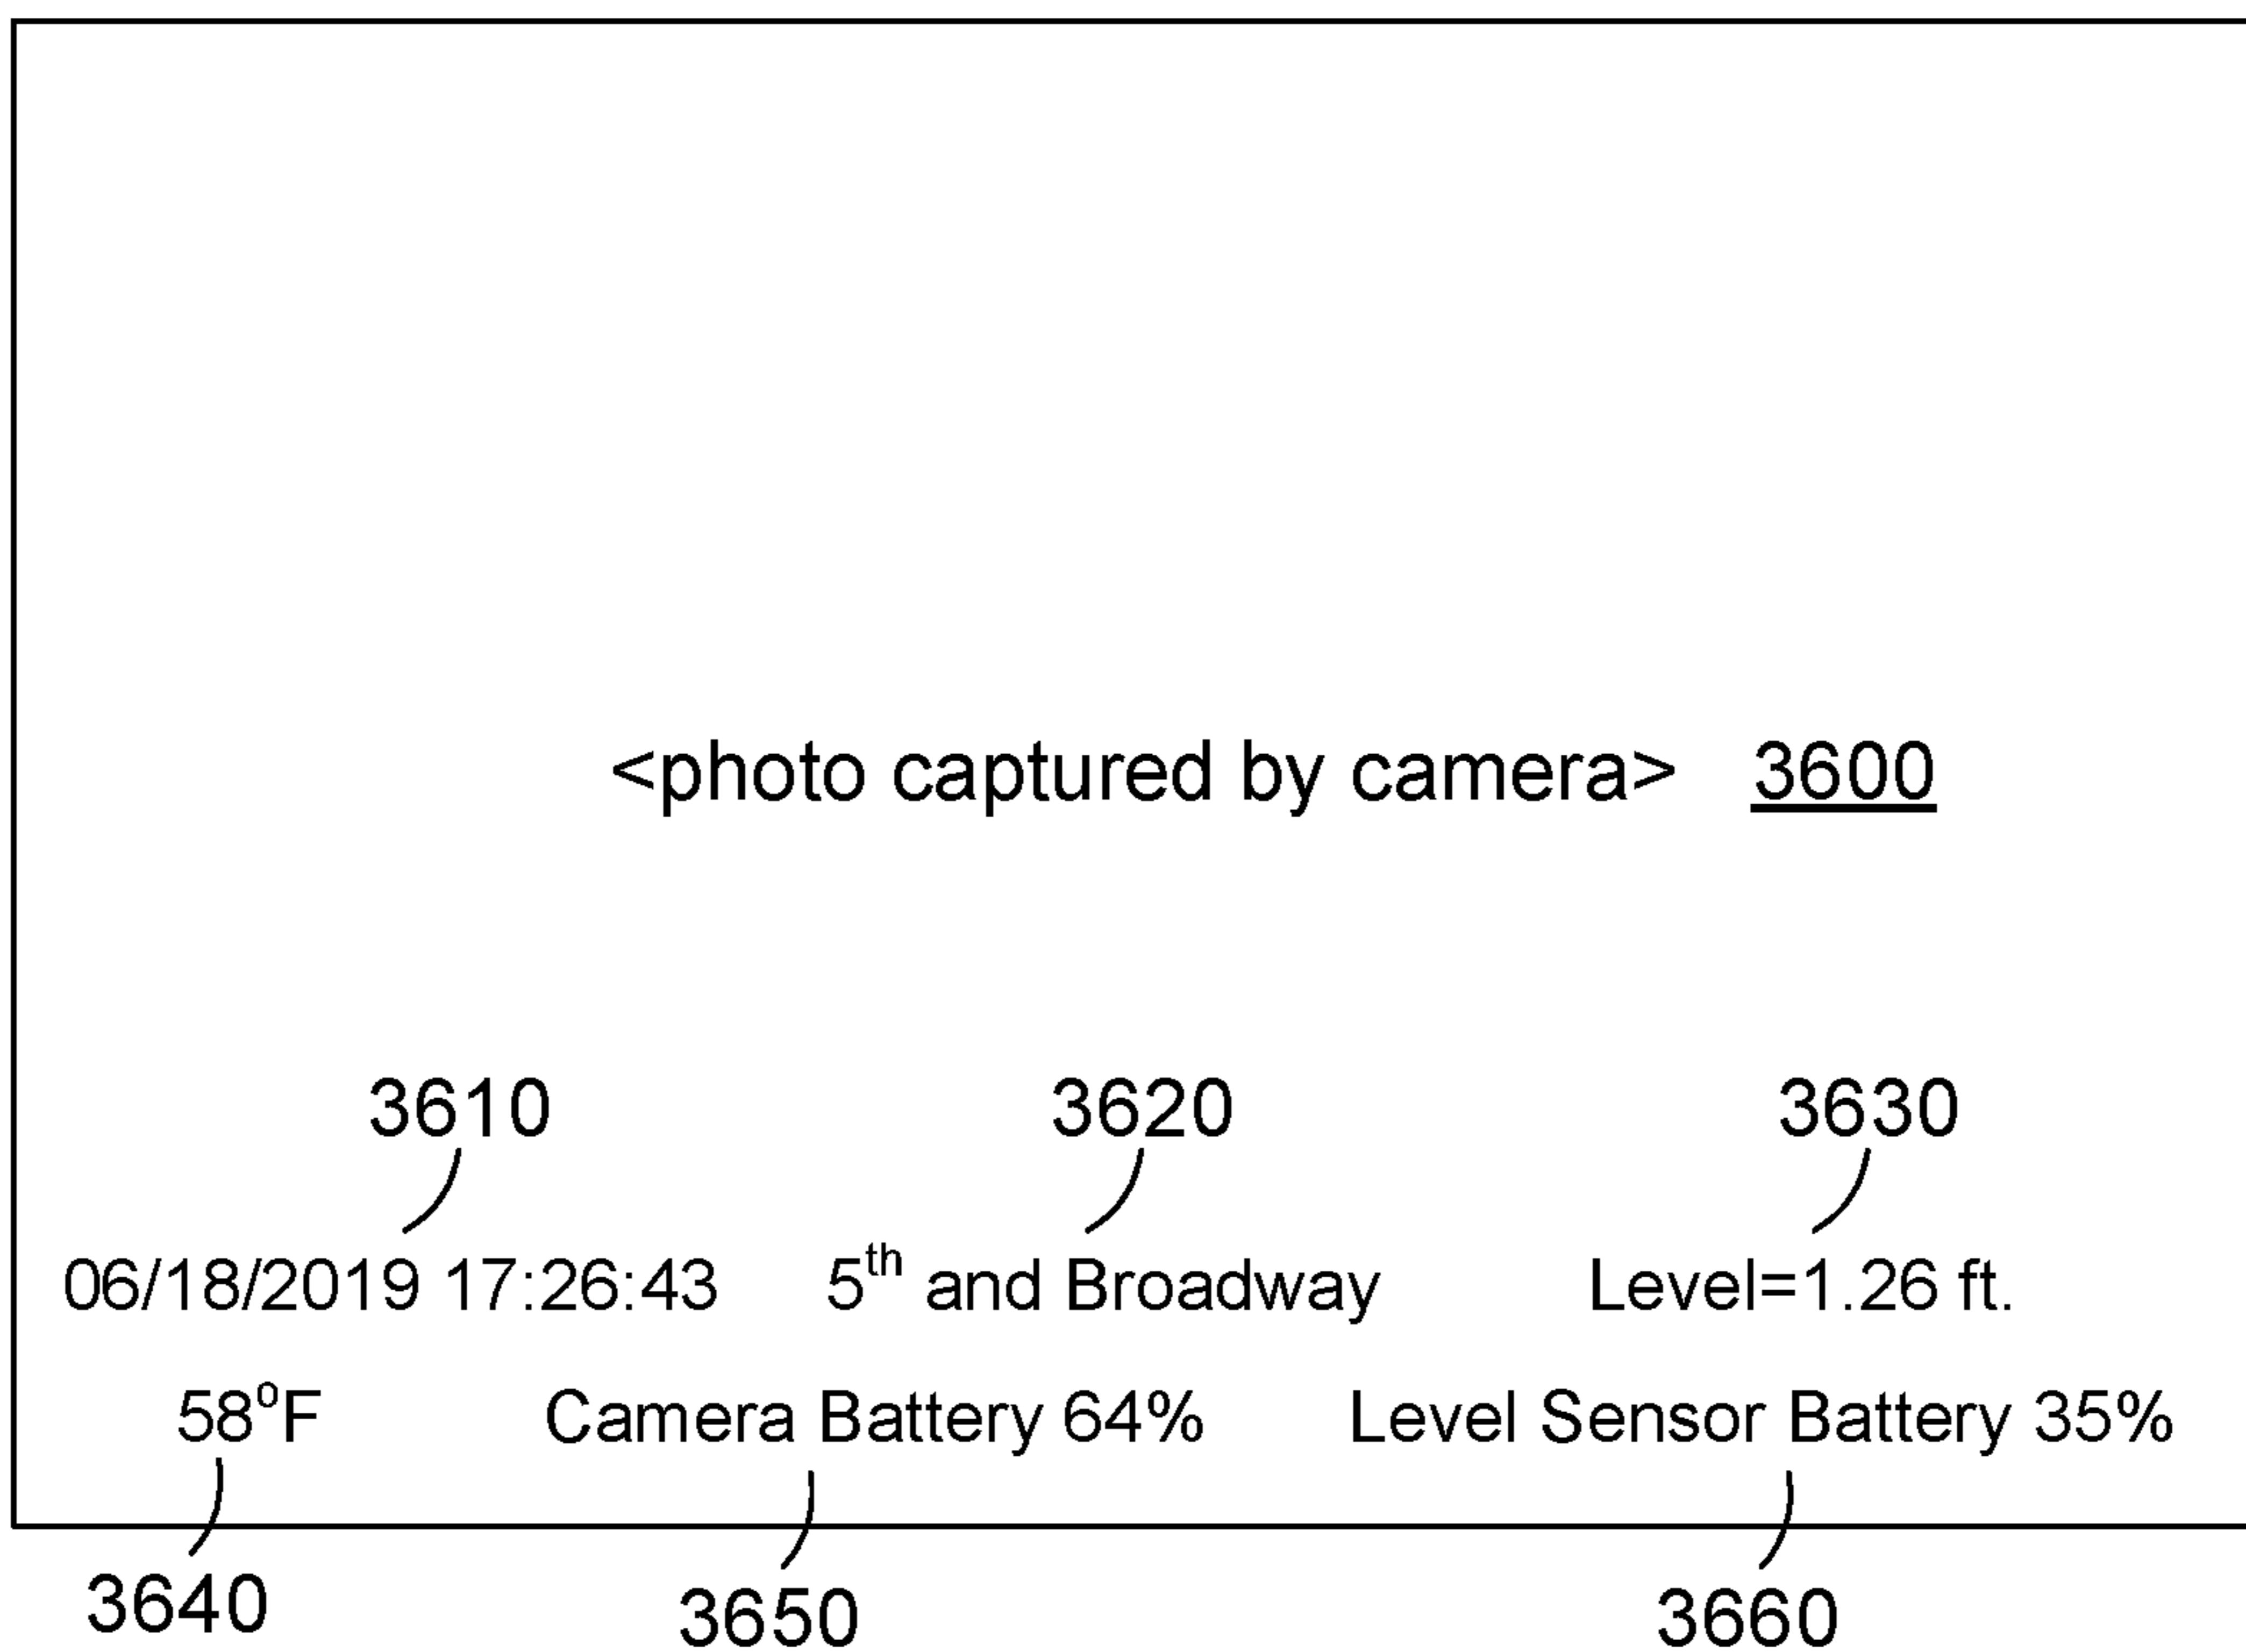 <photo captured by camera> 3600
3610 3620 3630
06/18/2019 17:26:43 5th and Broadway Level=1.26 ft.
58°F Camera Battery 64% Level Sensor Battery 35%
3640 3650 3660